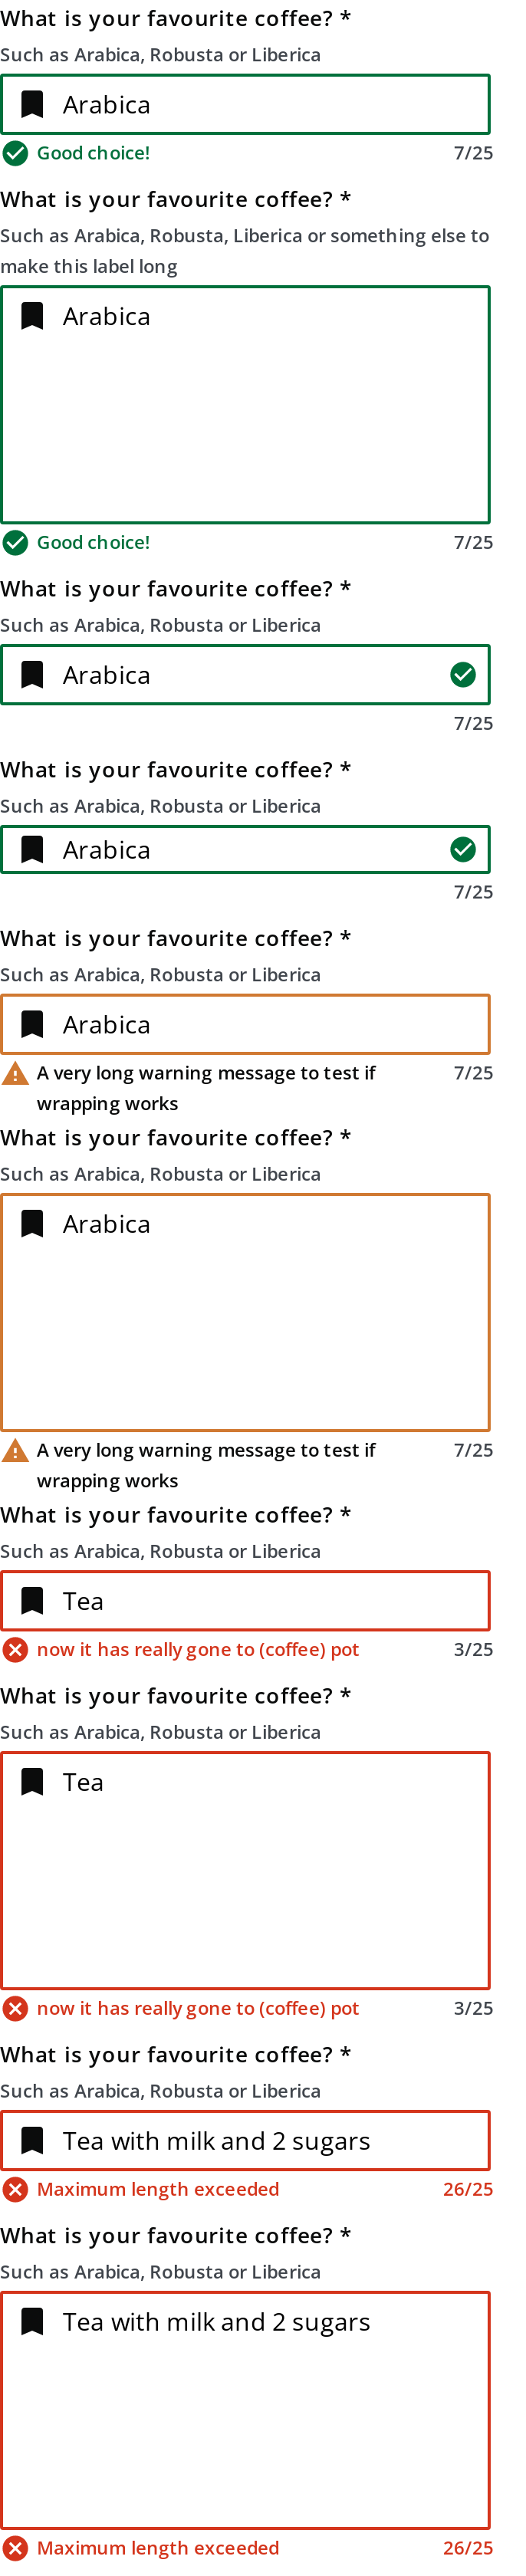 What is your favourite coffee? *
Such as Arabica, Robusta or Liberica
Arabica
Good choice! 7/25
What is your favourite coffee? *
Such as Arabica, Robusta, Liberica or something else to
make this label long
Arabica
Good choice! 7/25
What is your favourite coffee? *
Such as Arabica, Robusta or Liberica
Arabica
7/25
What is your favourite coffee? *
Such as Arabica, Robusta or Liberica
Arabica
7/25
What is your favourite coffee? *
Such as Arabica, Robusta or Liberica
Arabica
A very long warning message to test if 7/25
wrapping works
What is your favourite coffee? *
Such as Arabica, Robusta or Liberica
Arabica
A very long warning message to test if 7/25
wrapping works
What is your favourite coffee? *
Such as Arabica, Robusta or Liberica
Tea
now it has really gone to (coffee) pot 3/25
What is your favourite coffee? *
Such as Arabica, Robusta or Liberica
Tea
now it has really gone to (coffee) pot 3/25
What is your favourite coffee? *
Such as Arabica, Robusta or Liberica
Tea with milk and 2 sugars
Maximum length exceeded 26/25
What is your favourite coffee? *
Such as Arabica, Robusta or Liberica
Tea with milk and 2 sugars
Maximum length exceeded 26/25